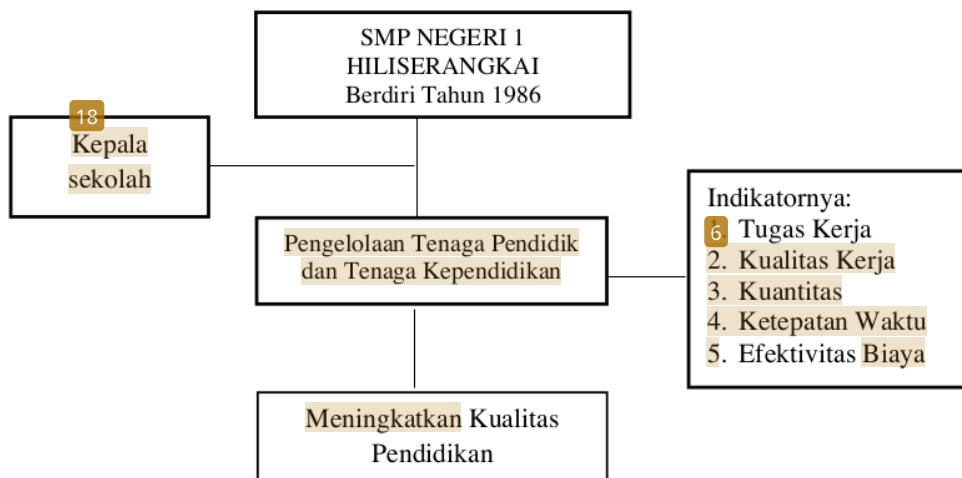 SMP NEGERI 1
HILISERANGKAI
Berdiri Tahun 1986
18
Kepala
sekolah
Pengelolaan Tenaga Pendidik
dan Tenaga Kependidikan
Indikatornya:
6 Tugas Kerja
2. Kualitas Kerja
3. Kuantitas
4. Ketepatan Waktu
5. Efektivitas Biaya
Meningkatkan Kualitas
Pendidikan